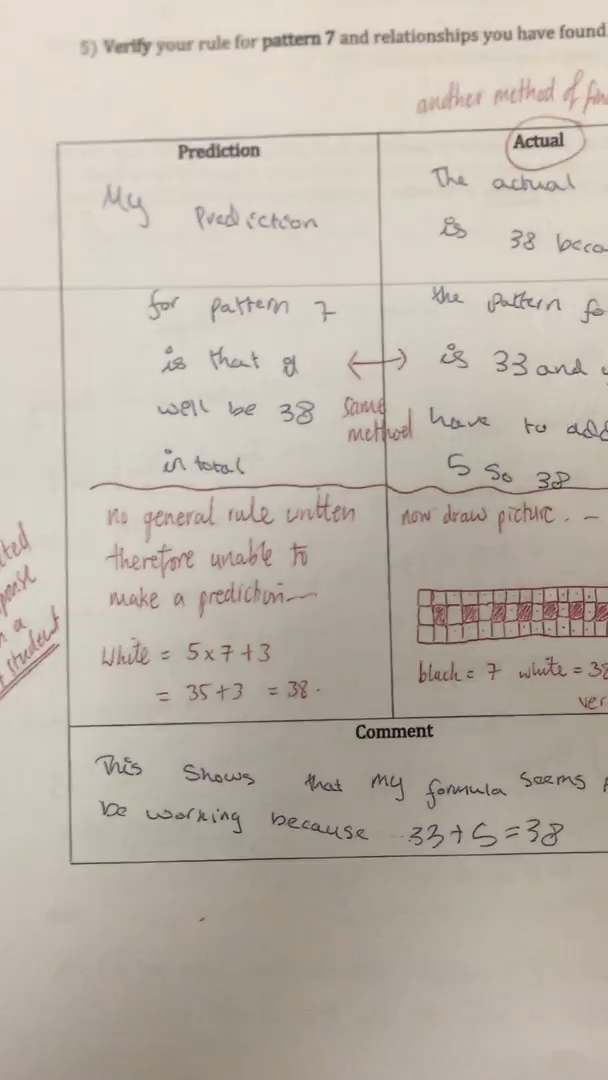 5) Verify your rule for pattern 7 and relationships you have found.
another method of
Prediction
Actual
My Prediction
for pattern 7
is that
well be 38
in total
The actual
is 38
the pattern
is 33 and
have to add
5 So 38
same
method
no general rule written
therefore unable to
make a prediction
White = 5 x 7 + 3
= 35 + 3 = 38.
now draw picture. -
black = 7 white = 38
student
Comment
This shows that my formula seems
be working because 33 + 5 = 38